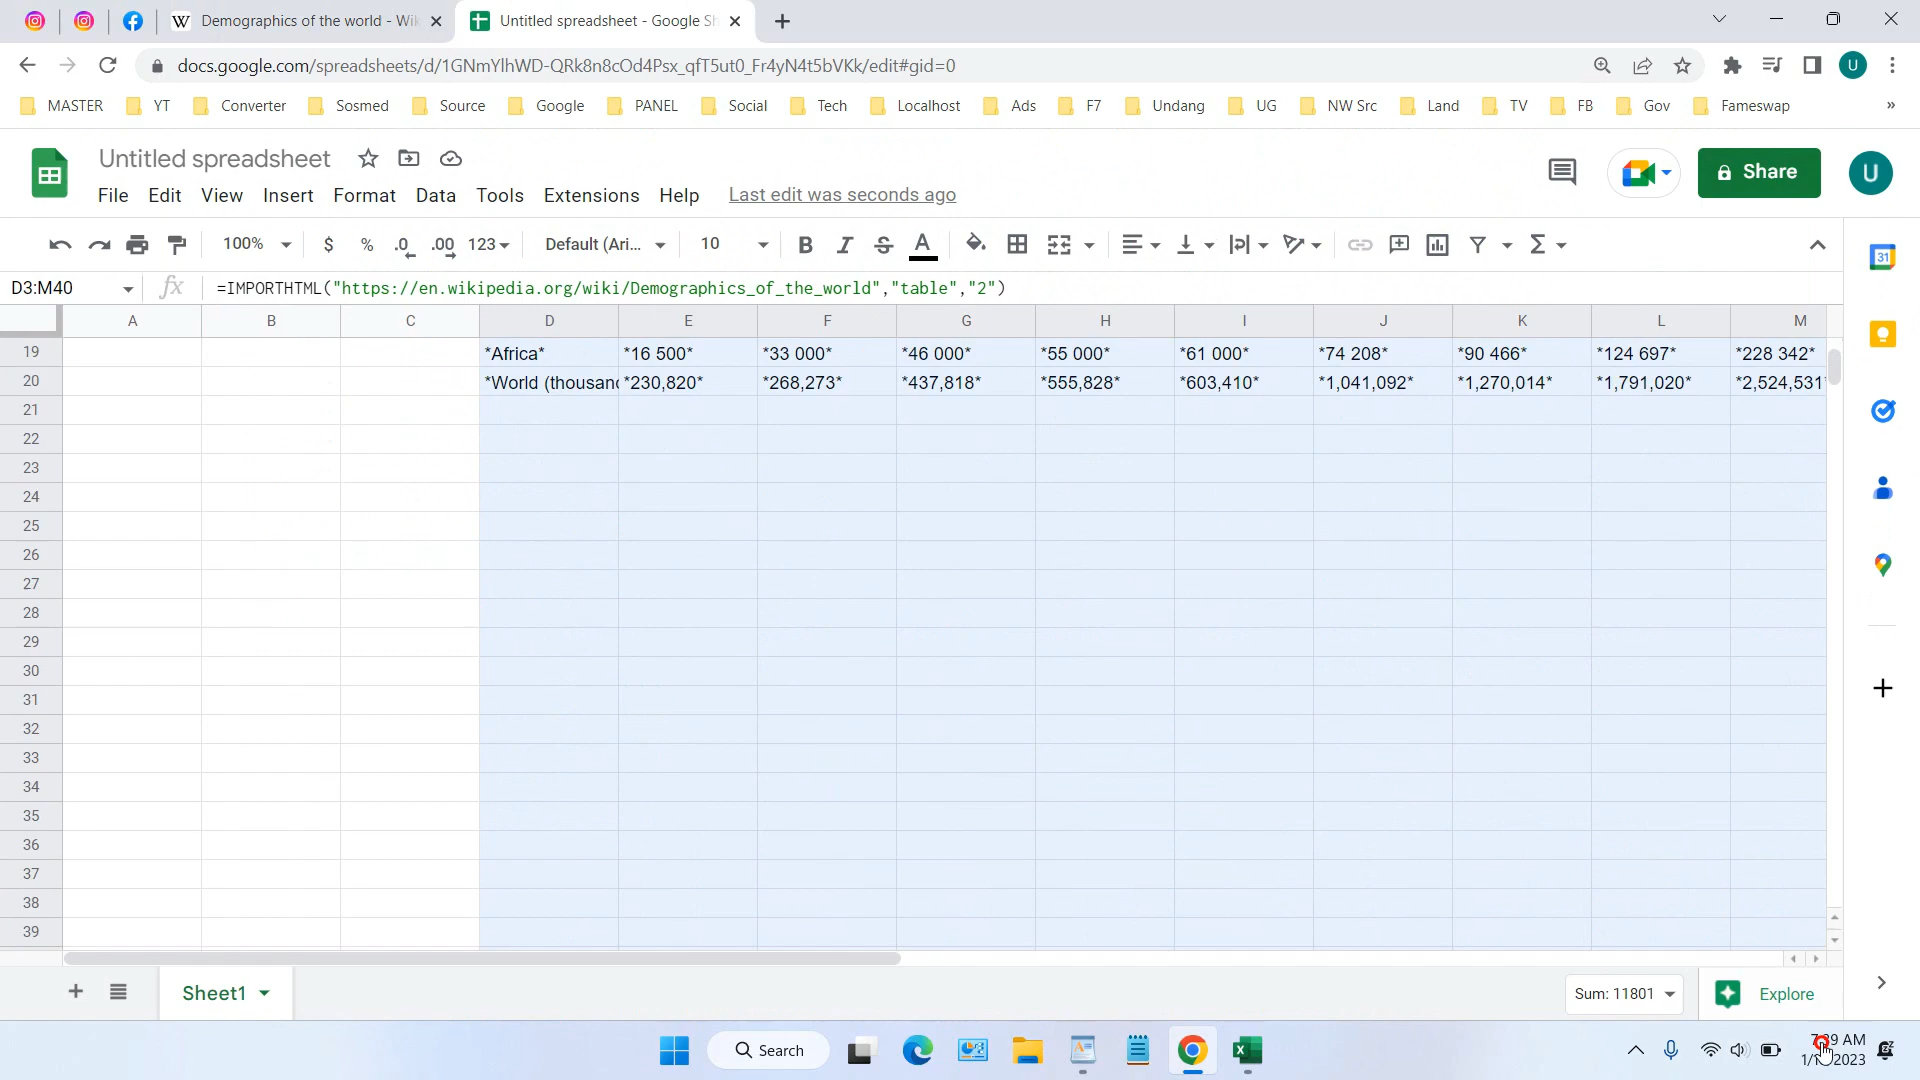 Demographics of the world - Wik
Untitled spreadsheet - Google Sh
docs.google.com/spreadsheets/d/1GNmYlhWD-QRk8n8cOd4Psx_qfT5ut0_Fr4yN4t5bVKk/edit#gid=0
U
MASTER YT Converter Sosmed Source Google PANEL Social Tech Localhost Ads F7 Undang UG NW Src Land TV FB Gov Fameswap »
Untitled spreadsheet
File Edit View Insert Format Data Tools Extensions Help Last edit was seconds ago
Share
U
100% $ % .0 .00 123 Default (Ari... 10 B I S A Σ
31
D3:M40 fx =IMPORTHTML("https://en.wikipedia.org/wiki/Demographics_of_the_world","table","2")
A B C D E F G H I J K L M
19 *Africa* *16 500* *33 000* *46 000* *55 000* *61 000* *74 208* *90 466* *124 697* *228 342*
20 *World (thousand *230,820* *268,273* *437,818* *555,828* *603,410* *1,041,092* *1,270,014* *1,791,020* *2,524,531*
21
22
23
24
25
26
27
28
29
30
31
32
33
34
35
36
37
38
39
Sheet1
Sum: 11801
Explore
Search
AM